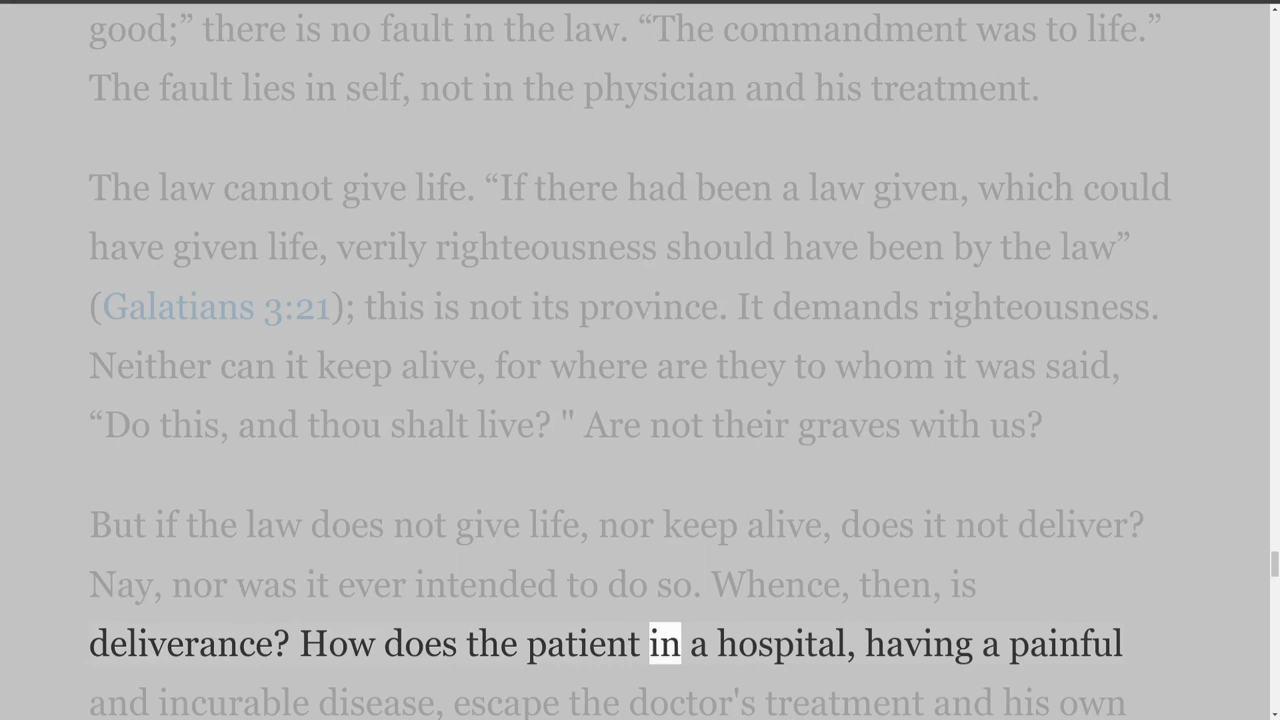 good;” there is no fault in the law. “The commandment was to life.”
The fault lies in self, not in the physician and his treatment.
The law cannot give life. “If there had been a law given, which could
have given life, verily righteousness should have been by the law”
(Galatians 3:21); this is not its province. It demands righteousness.
Neither can it keep alive, for where are they to whom it was said,
“Do this, and thou shalt live? " Are not their graves with us?
But if the law does not give life, nor keep alive, does it not deliver?
Nay, nor was it ever intended to do so. Whence, then, is
deliverance? How does the patient in a hospital, having a painful
and incurable disease, escape the doctor's treatment and his own